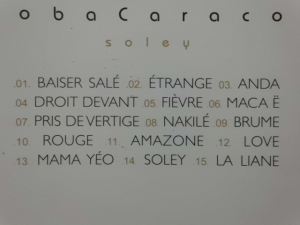 obaCaraco
soley
.01. BAISER SALÉ .02. ÉTRANGE .03. ANDA
.04 DROIT DEVANT .05 FIÈVRE .06 MACA Ë
.07 PRIS DE VERTIGE .08 NAKILÉ .09. BRUME
.10. ROUGE .11. AMAZONE .12. LOVE
.13. MAMA YÉO .14. SOLEY .15. LA LIANE